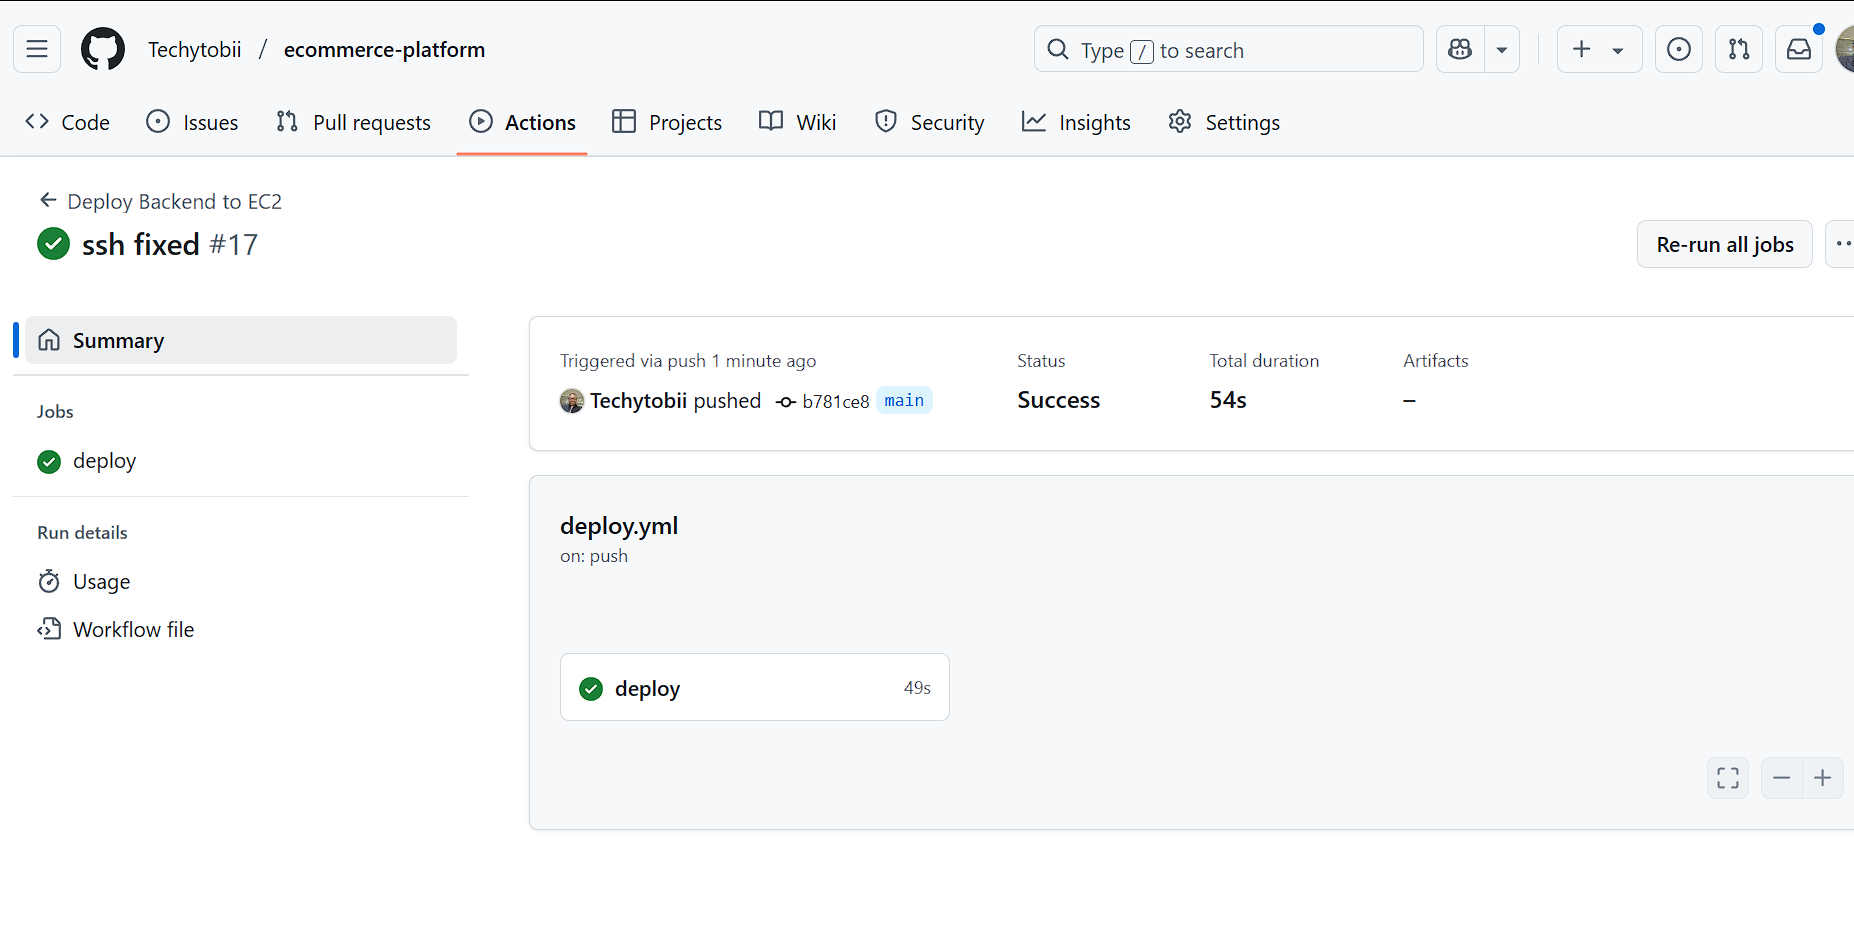 Techytobii / ecommerce-platform
Type / to search
Code Issues Pull requests Actions Projects Wiki Security Insights Settings
Deploy Backend to EC2
ssh fixed #17
Re-run all jobs
Summary
Jobs
deploy
Run details
Usage
Workflow file
Triggered via push 1 minute ago
Techytobii pushed b781ce8 main
Status
Success
Total duration
54s
Artifacts
–
deploy.yml
on: push
deploy 49s